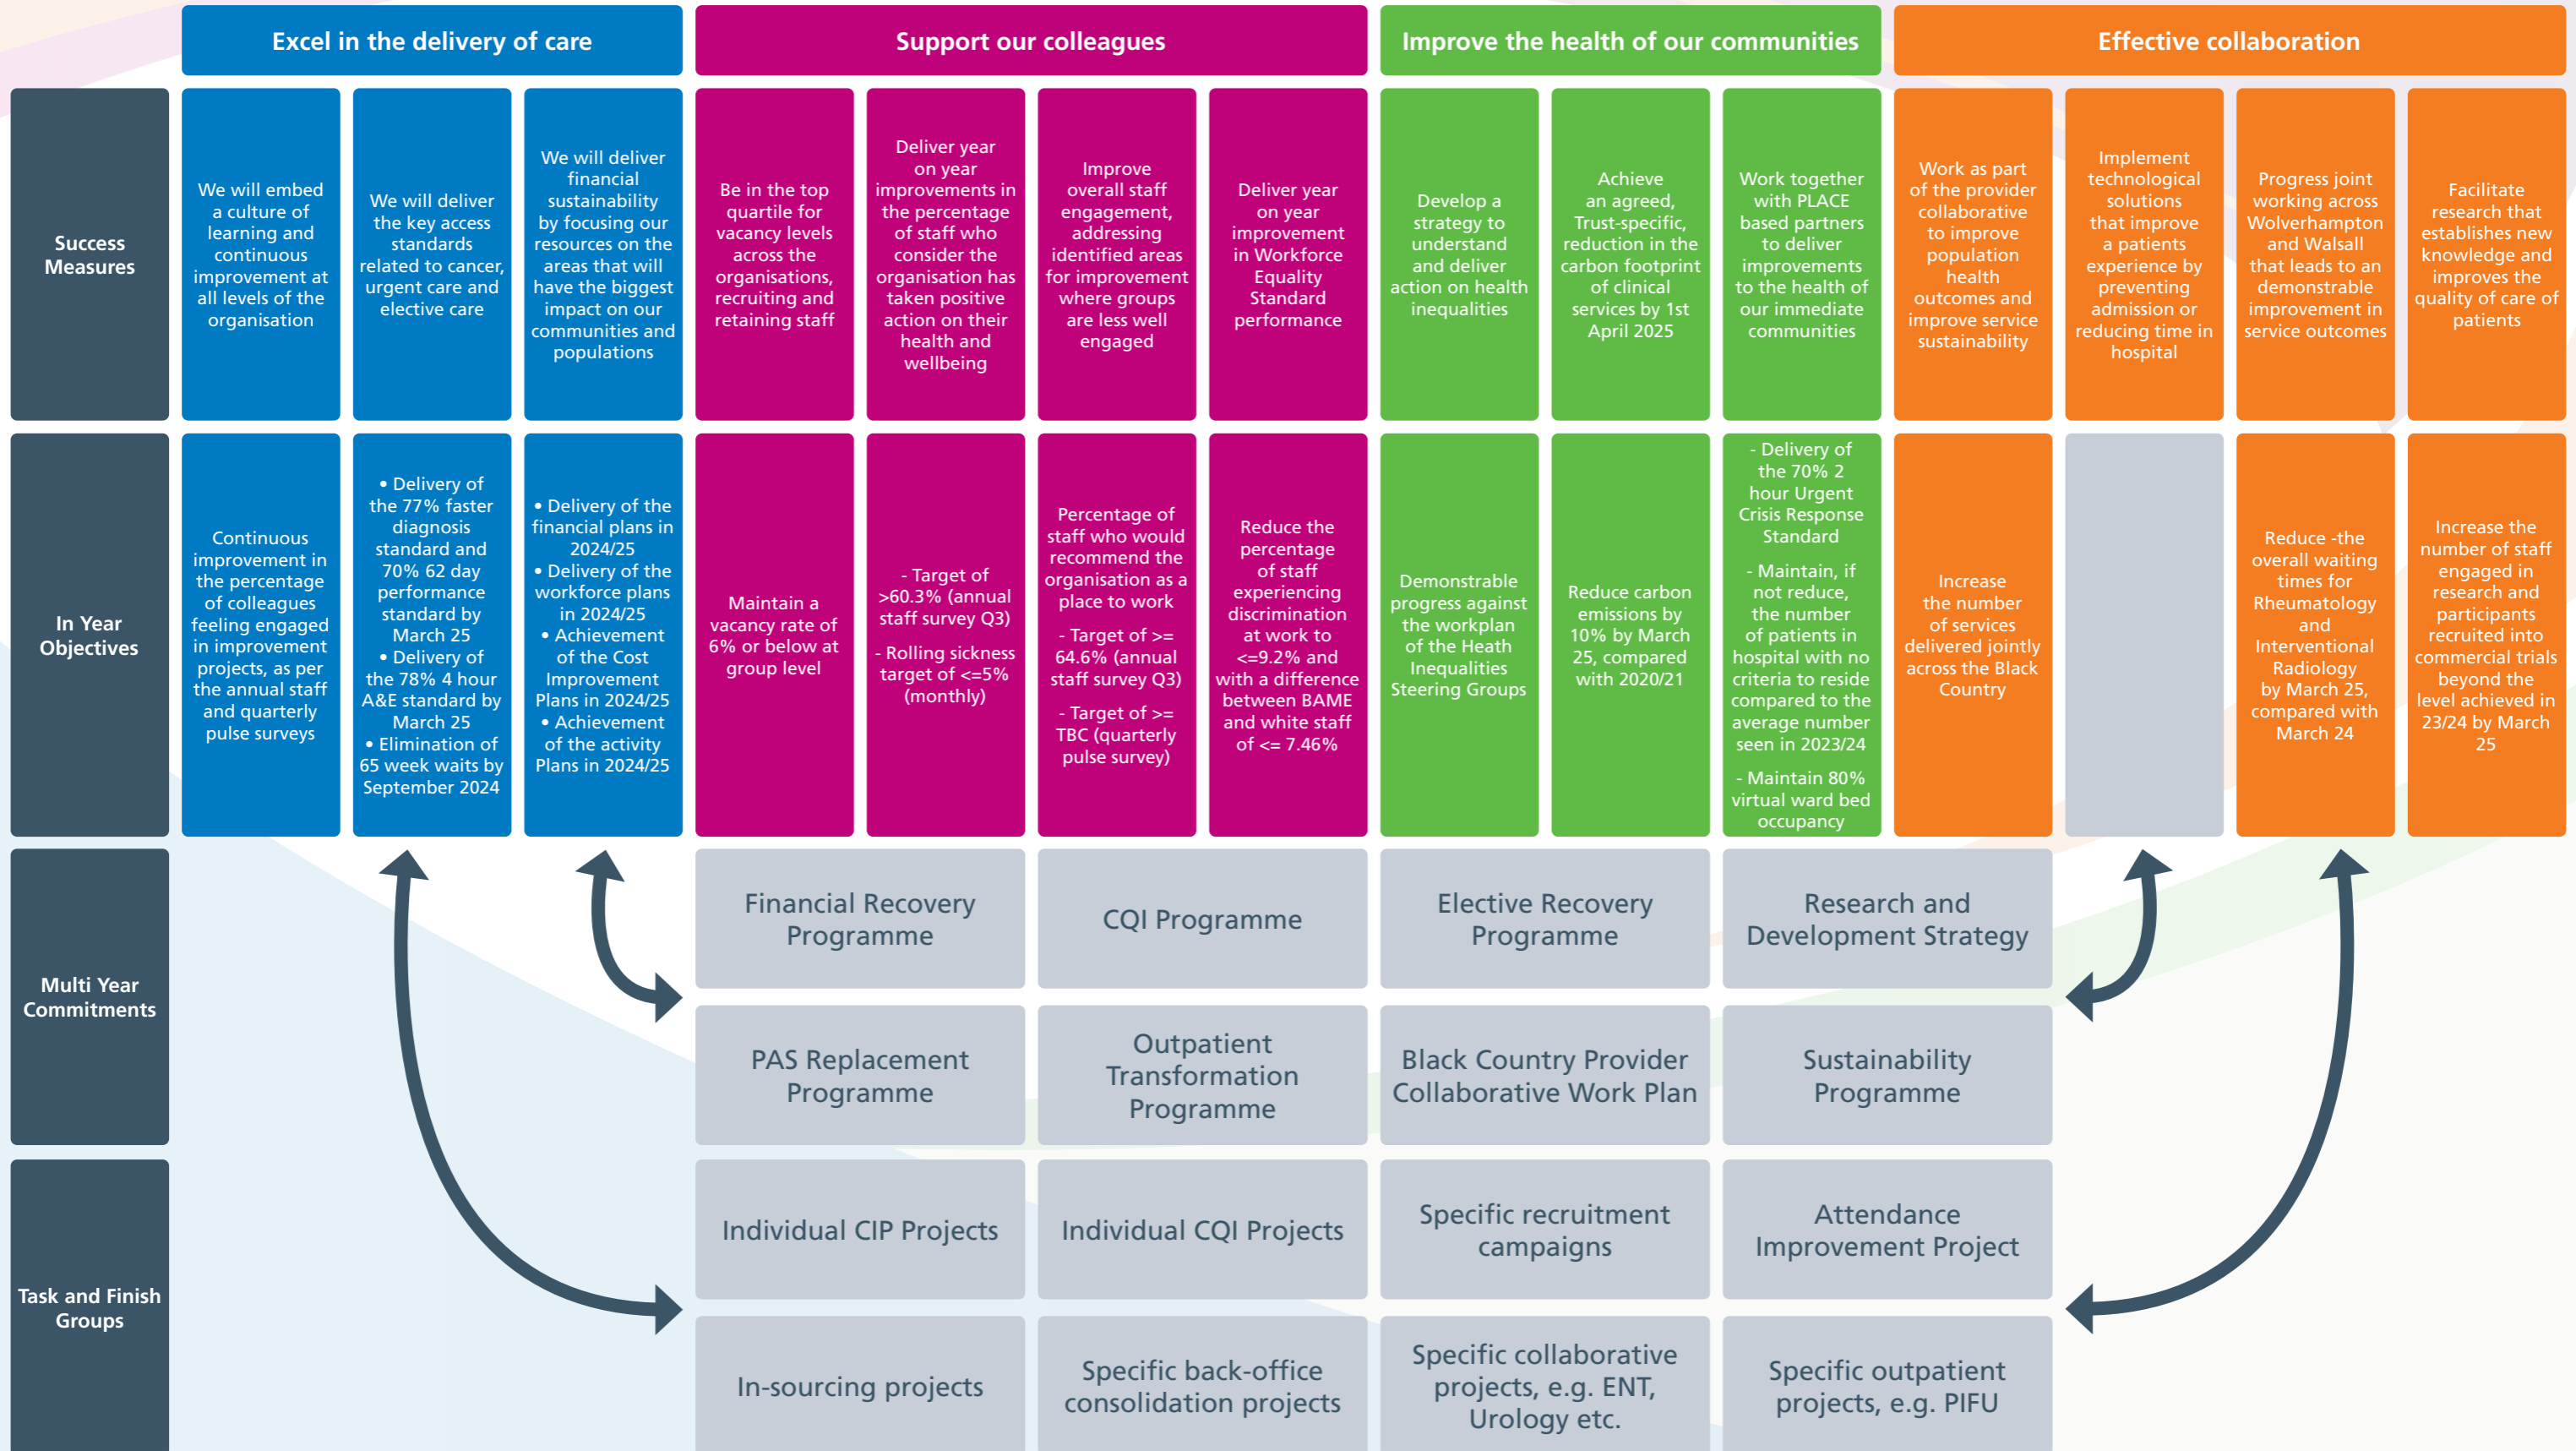 Excel in the delivery of care
Support our colleagues
Improve the health of our communities
Effective collaboration
Success
Measures
We will embed
a culture of
learning and
continuous
improvement at
all levels of the
organisation
We will deliver
the key access
standards
related to cancer,
urgent care and
elective care
We will deliver
financial
sustainability
by focusing our
resources on the
areas that will
have the biggest
impact on our
communities and
populations
Be in the top
quartile for
vacancy levels
across the
organisations,
recruiting and
retaining staff
Deliver year
on year
improvements in
the percentage
of staff who
consider the
organisation has
taken positive
action on their
health and
wellbeing
Improve
overall staff
engagement,
addressing
identified areas
for improvement
where groups
are less well
engaged
Deliver year
on year
improvement
in Workforce
Equality
Standard
performance
Develop a
strategy to
understand
and deliver
action on health
inequalities
Achieve
an agreed,
Trust-specific,
reduction in the
carbon footprint
of clinical
services by 1st
April 2025
Work together
with PLACE
based partners
to deliver
improvements
to the health of
our immediate
communities
Work as part
of the provider
collaborative
to improve
population
health
outcomes and
improve service
sustainability
Implement
technological
solutions
that improve
a patients
experience by
preventing
admission or
reducing time in
hospital
Progress joint
working across
Wolverhampton
and Walsall
that leads to an
demonstrable
improvement in
service outcomes
Facilitate
research that
establishes new
knowledge and
improves the
quality of care of
patients
In Year
Objectives
Continuous
improvement in
the percentage
of colleagues
feeling engaged
in improvement
projects, as per
the annual staff
and quarterly
pulse surveys
• Delivery of
the 77% faster
diagnosis
standard and
70% 62 day
performance
standard by
March 25
• Delivery of
the 78% 4 hour
A&E standard by
March 25
• Elimination of
65 week waits by
September 2024
• Delivery of the
financial plans in
2024/25
• Delivery of the
workforce plans
in 2024/25
• Achievement
of the Cost
Improvement
Plans in 2024/25
• Achievement
of the activity
Plans in 2024/25
Maintain a
vacancy rate of
6% or below at
group level
- Target of
>60.3% (annual
staff survey Q3)
- Rolling sickness
target of <=5%
(monthly)
Percentage of
staff who would
recommend the
organisation as a
place to work
- Target of >=
64.6% (annual
staff survey Q3)
- Target of >=
TBC (quarterly
pulse survey)
Reduce the
percentage
of staff
experiencing
discrimination
at work to
<=9.2% and
with a difference
between BAME
and white staff
of <= 7.46%
Demonstrable
progress against
the workplan
of the Heath
Inequalities
Steering Groups
Reduce carbon
emissions by
10% by March
25, compared
with 2020/21
- Delivery of
the 70% 2
hour Urgent
Crisis Response
Standard
- Maintain, if
not reduce,
the number
of patients in
hospital with no
criteria to reside
compared to the
average number
seen in 2023/24
- Maintain 80%
virtual ward bed
occupancy
Increase
the number
of services
delivered jointly
across the Black
Country
Reduce -the
overall waiting
times for
Rheumatology
and
Interventional
Radiology
by March 25,
compared with
March 24
Increase the
number of staff
engaged in
research and
participants
recruited into
commercial trials
beyond the
level achieved in
23/24 by March
25
Multi Year
Commitments
Financial Recovery
Programme
CQI Programme
Elective Recovery
Programme
Research and
Development Strategy
PAS Replacement
Programme
Outpatient
Transformation
Programme
Black Country Provider
Collaborative Work Plan
Sustainability
Programme
Task and Finish
Groups
Individual CIP Projects
Individual CQI Projects
Specific recruitment
campaigns
Attendance
Improvement Project
In-sourcing projects
Specific back-office
consolidation projects
Specific collaborative
projects, e.g. ENT,
Urology etc.
Specific outpatient
projects, e.g. PIFU